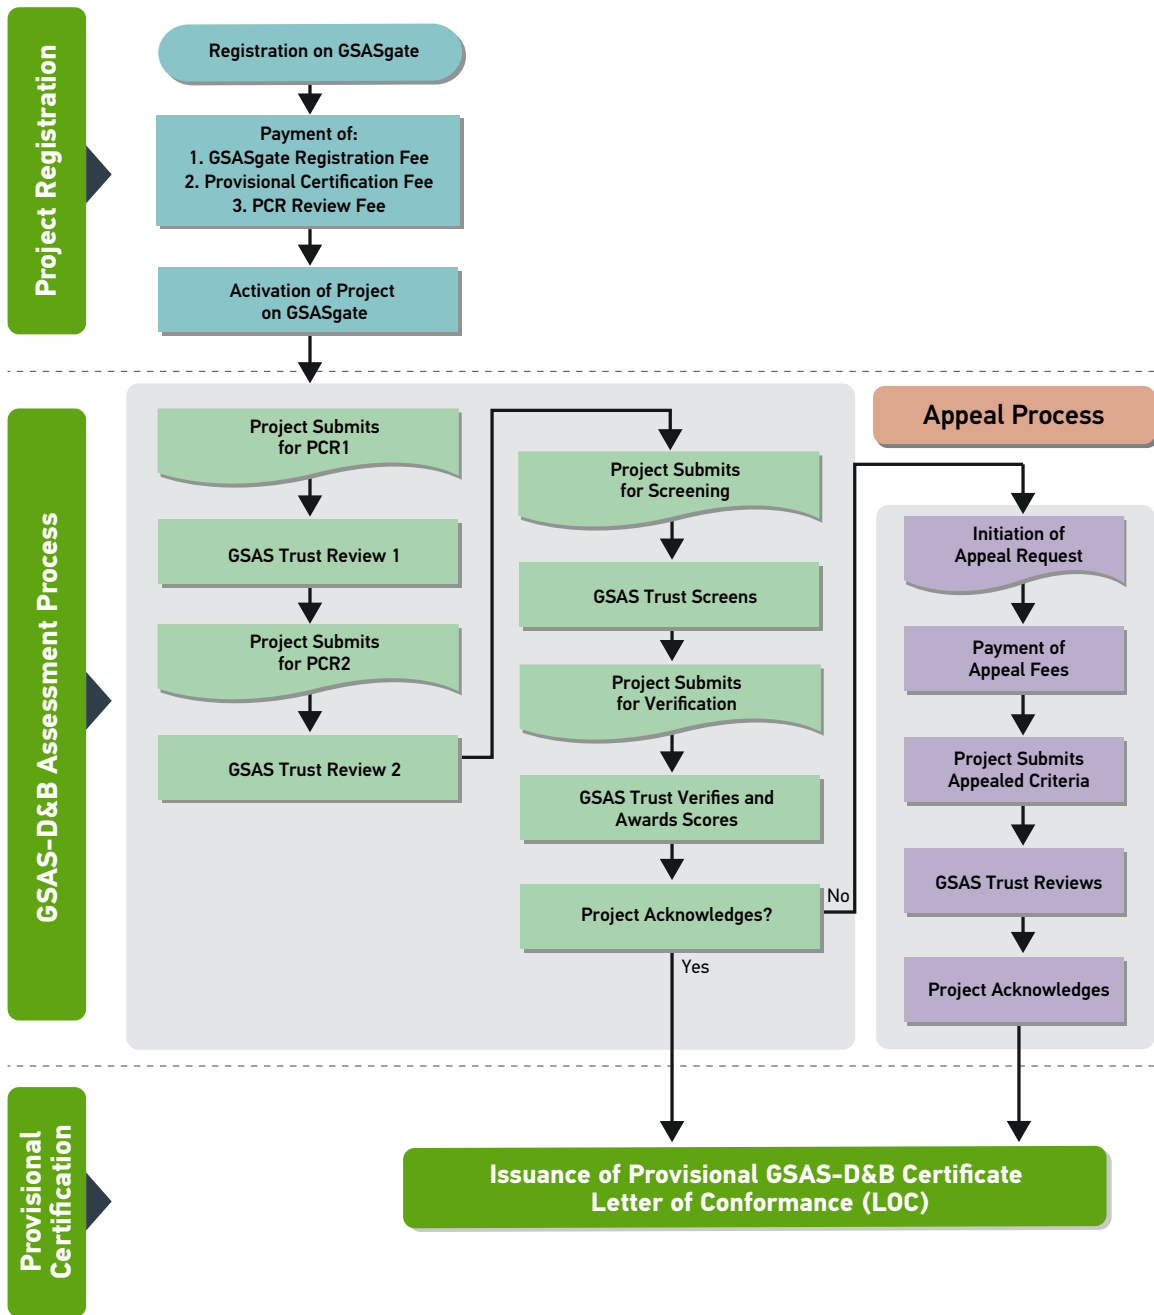 Project Registration
Registration on GSASgate
Payment of:
1. GSASgate Registration Fee
2. Provisional Certification Fee
3. PCR Review Fee
Activation of Project
on GSASgate
GSAS-D&B Assessment Process
Project Submits
for PCR1
GSAS Trust Review 1
Project Submits
for PCR2
GSAS Trust Review 2
Project Submits
for Screening
GSAS Trust Screens
Project Submits
for Verification
GSAS Trust Verifies and
Awards Scores
Project Acknowledges?
No
Yes
Appeal Process
Initiation of
Appeal Request
Payment of
Appeal Fees
Project Submits
Appealed Criteria
GSAS Trust Reviews
Project Acknowledges
Provisional
Certification
Issuance of Provisional GSAS-D&B Certificate
Letter of Conformance (LOC)